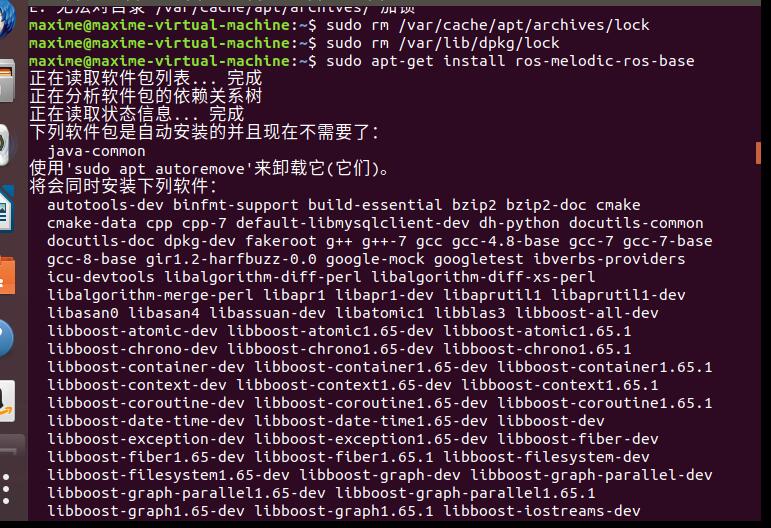 E: 无法对目录 /var/cache/apt/archives/ 加锁
maxime@maxime-virtual-machine:~$ sudo rm /var/cache/apt/archives/lock
maxime@maxime-virtual-machine:~$ sudo rm /var/lib/dpkg/lock
maxime@maxime-virtual-machine:~$ sudo apt-get install ros-melodic-ros-base
正在读取软件包列表... 完成
正在分析软件包的依赖关系树
正在读取状态信息... 完成
下列软件包是自动安装的并且现在不需要了:
java-common
使用'sudo apt autoremove'来卸载它(它们)。
将会同时安装下列软件:
autotools-dev binfmt-support build-essential bzip2 bzip2-doc cmake
cmake-data cpp cpp-7 default-libmysqlclient-dev dh-python docutils-common
docutils-doc dpkg-dev fakeroot g++ g++-7 gcc gcc-4.8-base gcc-7 gcc-7-base
gcc-8-base gir1.2-harfbuzz-0.0 google-mock googletest ibverbs-providers
icu-devtools libalgorithm-diff-perl libalgorithm-diff-xs-perl
libalgorithm-merge-perl libapr1 libapr1-dev libaprutil1 libaprutil1-dev
libasan0 libasan4 libassuan-dev libatomic1 libblas3 libboost-all-dev
libboost-atomic-dev libboost-atomic1.65-dev libboost-atomic1.65.1
libboost-chrono-dev libboost-chrono1.65-dev libboost-chrono1.65.1
libboost-container-dev libboost-container1.65-dev libboost-container1.65.1
libboost-context-dev libboost-context1.65-dev libboost-context1.65.1
libboost-coroutine-dev libboost-coroutine1.65-dev libboost-coroutine1.65.1
libboost-date-time-dev libboost-date-time1.65-dev libboost-dev
libboost-exception-dev libboost-exception1.65-dev libboost-fiber-dev
libboost-fiber1.65-dev libboost-fiber1.65.1 libboost-filesystem-dev
libboost-filesystem1.65-dev libboost-graph-dev libboost-graph-parallel-dev
libboost-graph-parallel1.65-dev libboost-graph-parallel1.65.1
libboost-graph1.65-dev libboost-graph1.65.1 libboost-iostreams-dev